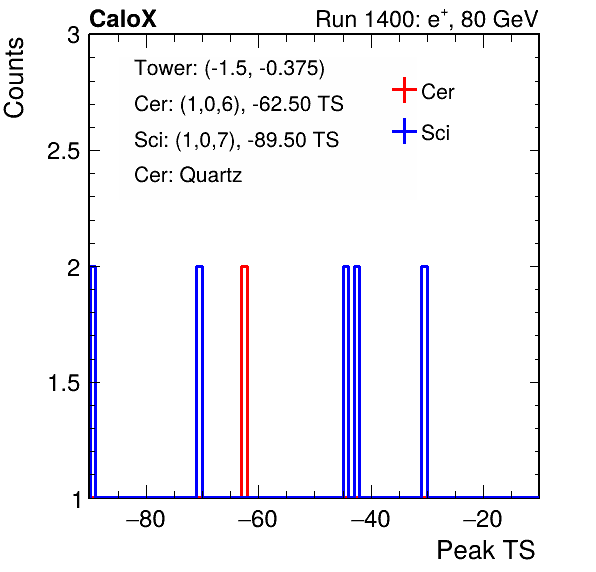 CaloX Run 1400: e+, 80 GeV
Counts
3
2.5
2
1.5
1
Tower: (-1.5, -0.375)
Cer: (1,0,6), -62.50 TS
Sci: (1,0,7), -89.50 TS
Cer: Quartz
Cer
Sci
−80 −60 −40 −20
Peak TS